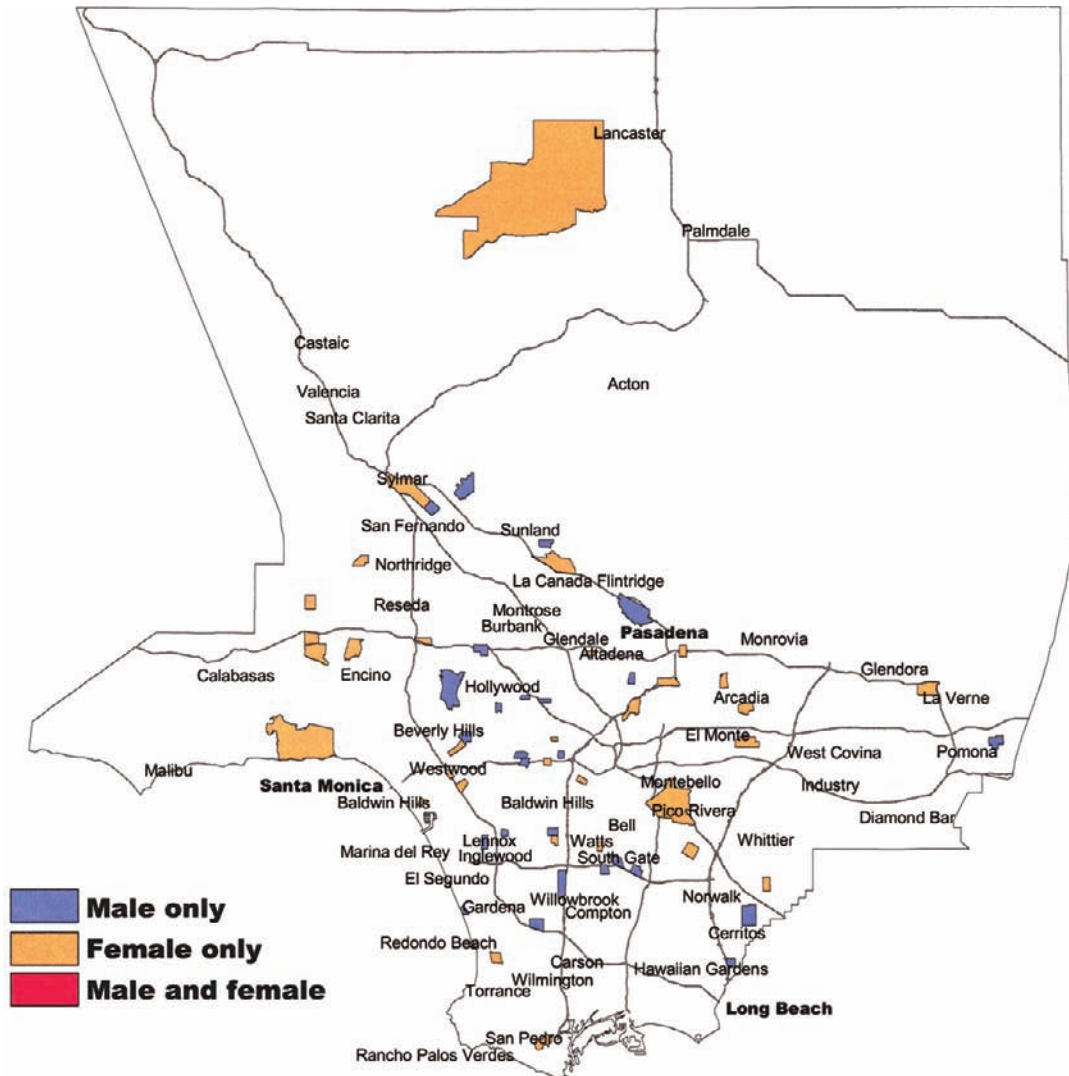 Lancaster
Palmdale
Castaic
Acton
Valencia
Santa Clarita
Sylmar
San Fernando
Sunland
Northridge
La Canada Flintridge
Reseda
Montrose
Burbank
Pasadena
Glendale
Monrovia
Altadena
Glendora
Calabasas
Encino
Hollywood
Arcadia
La Verne
Beverly Hills
El Monte
West Covina
Pomona
Malibu
Westwood
Santa Monica
Montebello
Industry
Baldwin Hills
Baldwin Hills
Pico Rivera
Diamond Bar
Bell
Marina del Rey
Lennox
Watts
Whittier
Inglewood
South Gate
El Segundo
Male only
Gardena
Willowbrook
Norwalk
Compton
Cerritos
Female only
Redondo Beach
Carson
Hawaiian Gardens
Wilmington
Male and female
Torrance
Long Beach
San Pedro
Rancho Palos Verdes